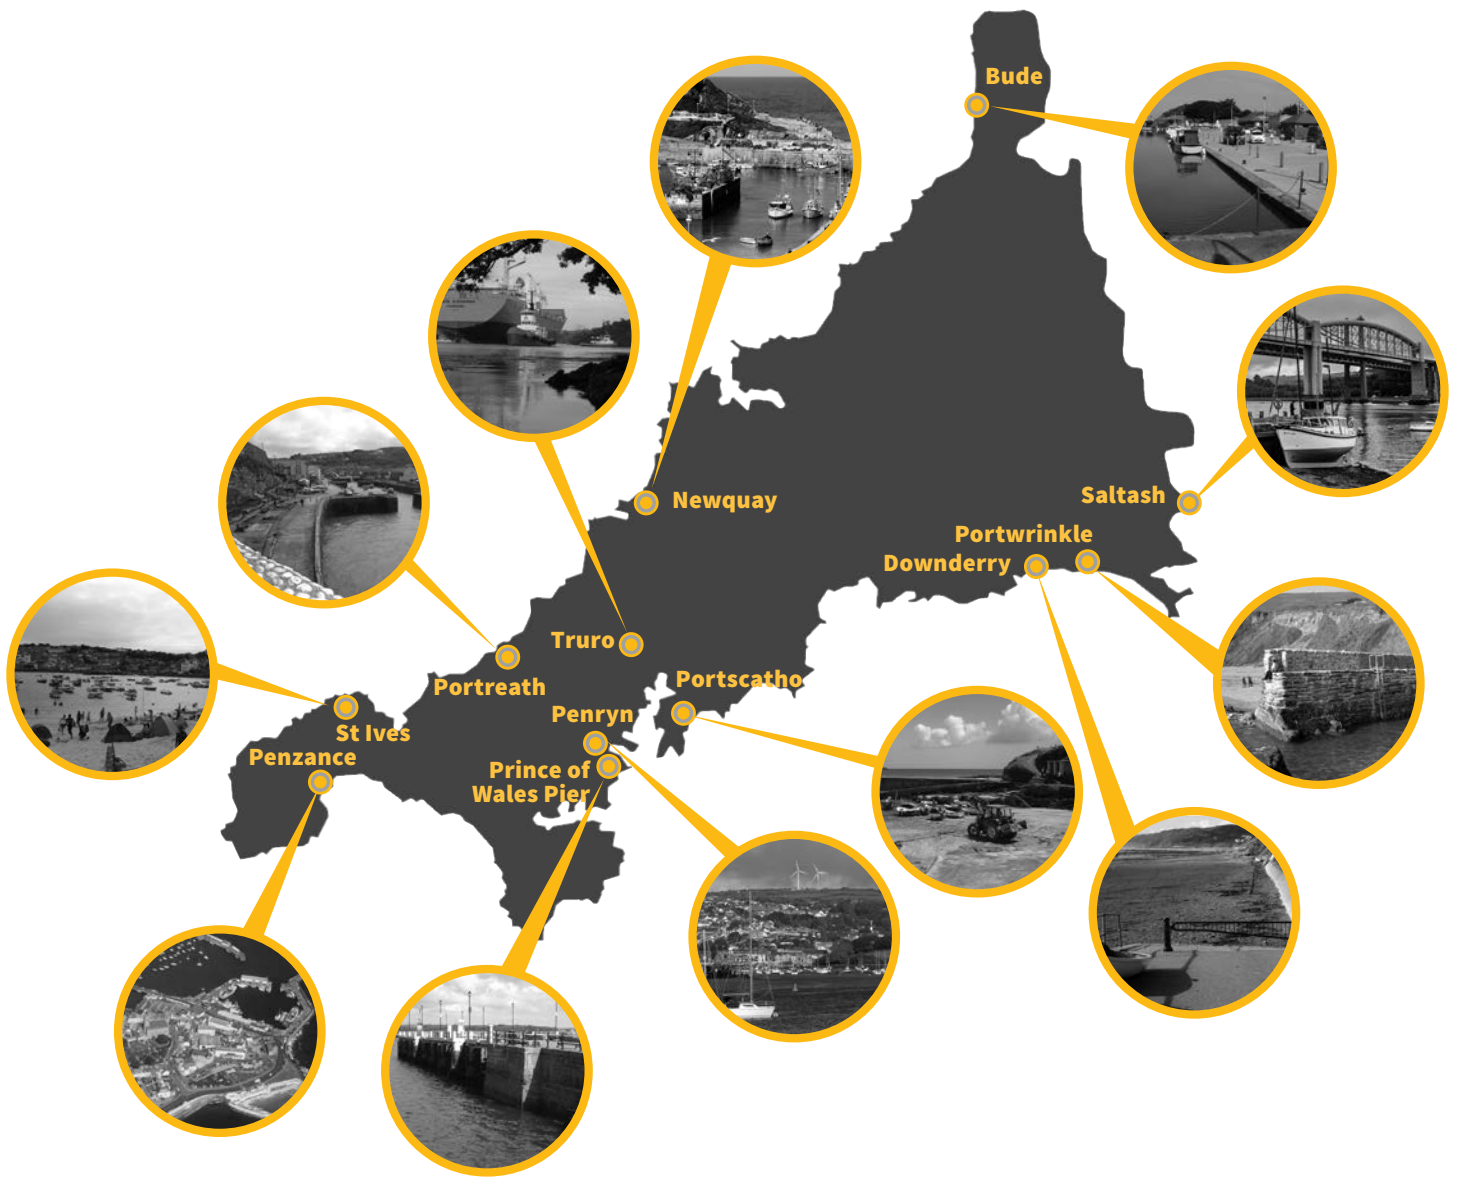 Bude
Newquay
Saltash
Portwrinkle
Downderry
Truro
Portreath
Portscatho
Penryn
St Ives
Penzance
Prince of
Wales Pier